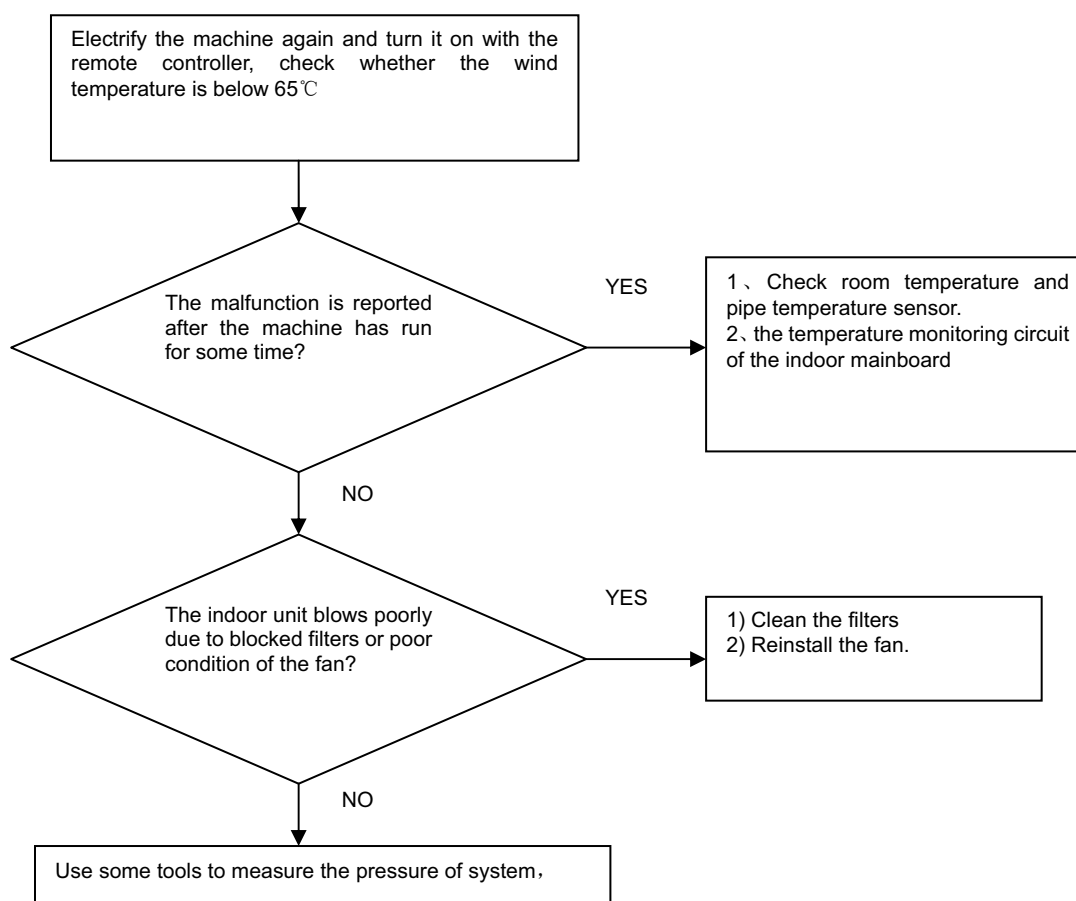 Electrify the machine again and turn it on with the
remote controller, check whether the wind
temperature is below 65℃
The malfunction is reported
after the machine has run
for some time?
YES
1、Check room temperature and
pipe temperature sensor.
2、the temperature monitoring circuit
of the indoor mainboard
NO
The indoor unit blows poorly
due to blocked filters or poor
condition of the fan?
YES
1) Clean the filters
2) Reinstall the fan.
NO
Use some tools to measure the pressure of system，